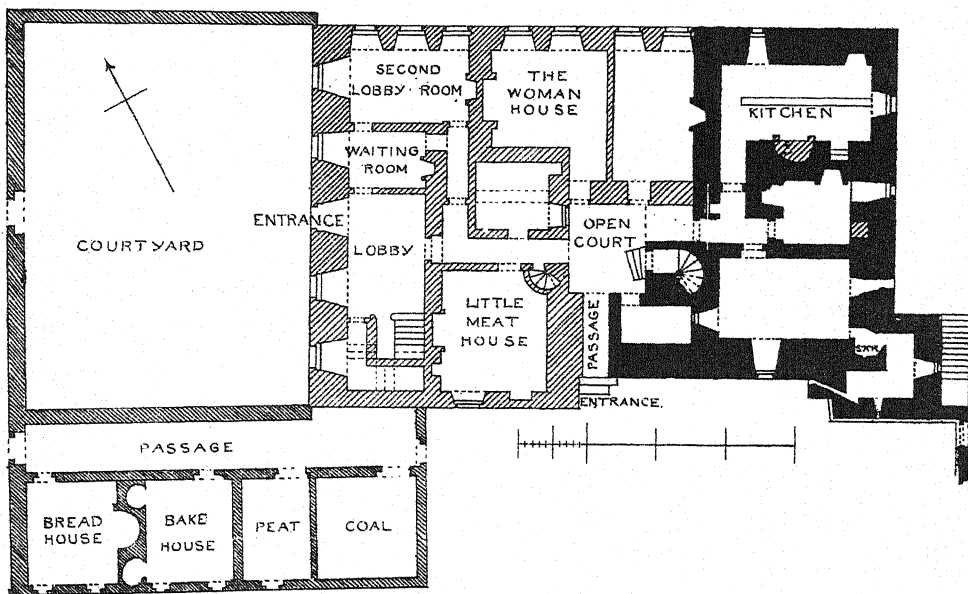 SECOND
LOBBY ROOM
THE
WOMAN
HOUSE
KITCHEN
WAITING
ROOM
ENTRANCE
COURTYARD
LOBBY
OPEN
COURT
LITTLE
MEAT
HOUSE
PASSAGE
ENTRANCE.
PASSAGE
BREAD
HOUSE
BAKE
HOUSE
PEAT
COAL